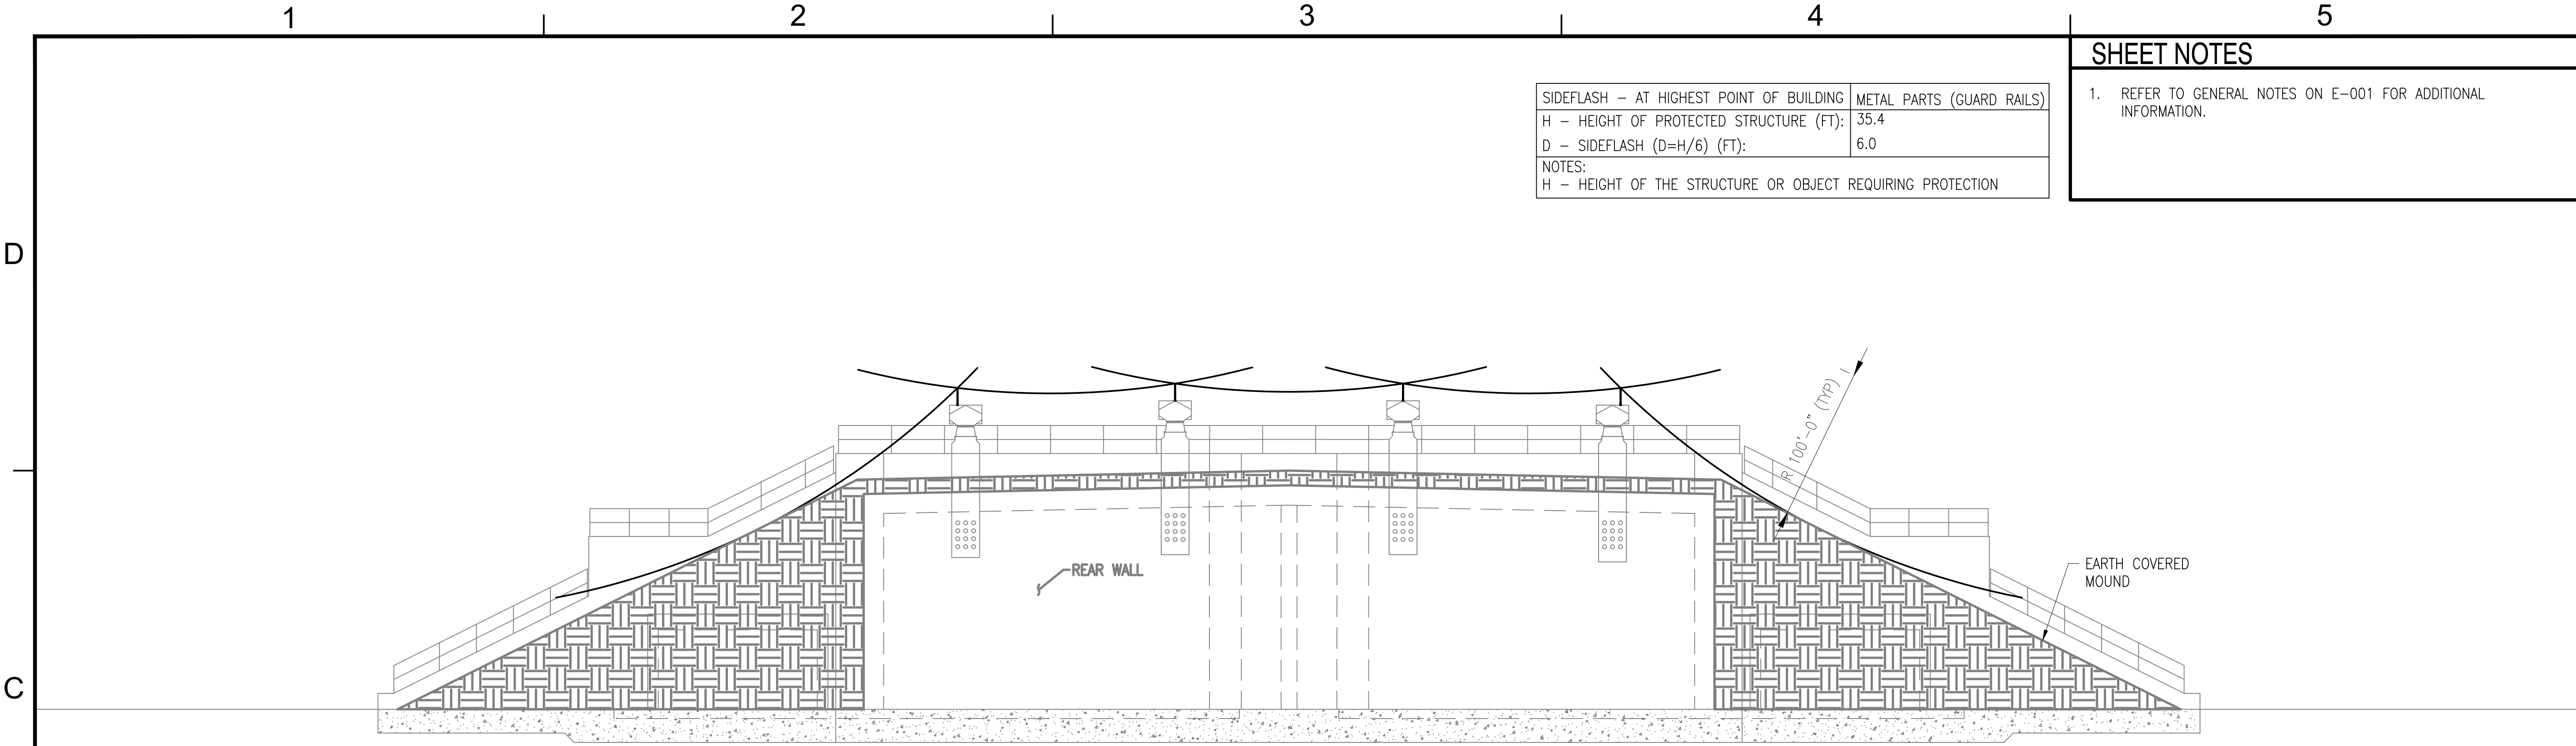 1 2 3 4 5
SHEET NOTES
SIDEFLASH – AT HIGHEST POINT OF BUILDING METAL PARTS (GUARD RAILS)
H – HEIGHT OF PROTECTED STRUCTURE (FT): 35.4
D – SIDEFLASH (D=H/6) (FT): 6.0
NOTES:
H – HEIGHT OF THE STRUCTURE OR OBJECT REQUIRING PROTECTION
1. REFER TO GENERAL NOTES ON E–001 FOR ADDITIONAL
INFORMATION.
D
R 100'–0" (TYP)
REAR WALL
EARTH COVERED
MOUND
C